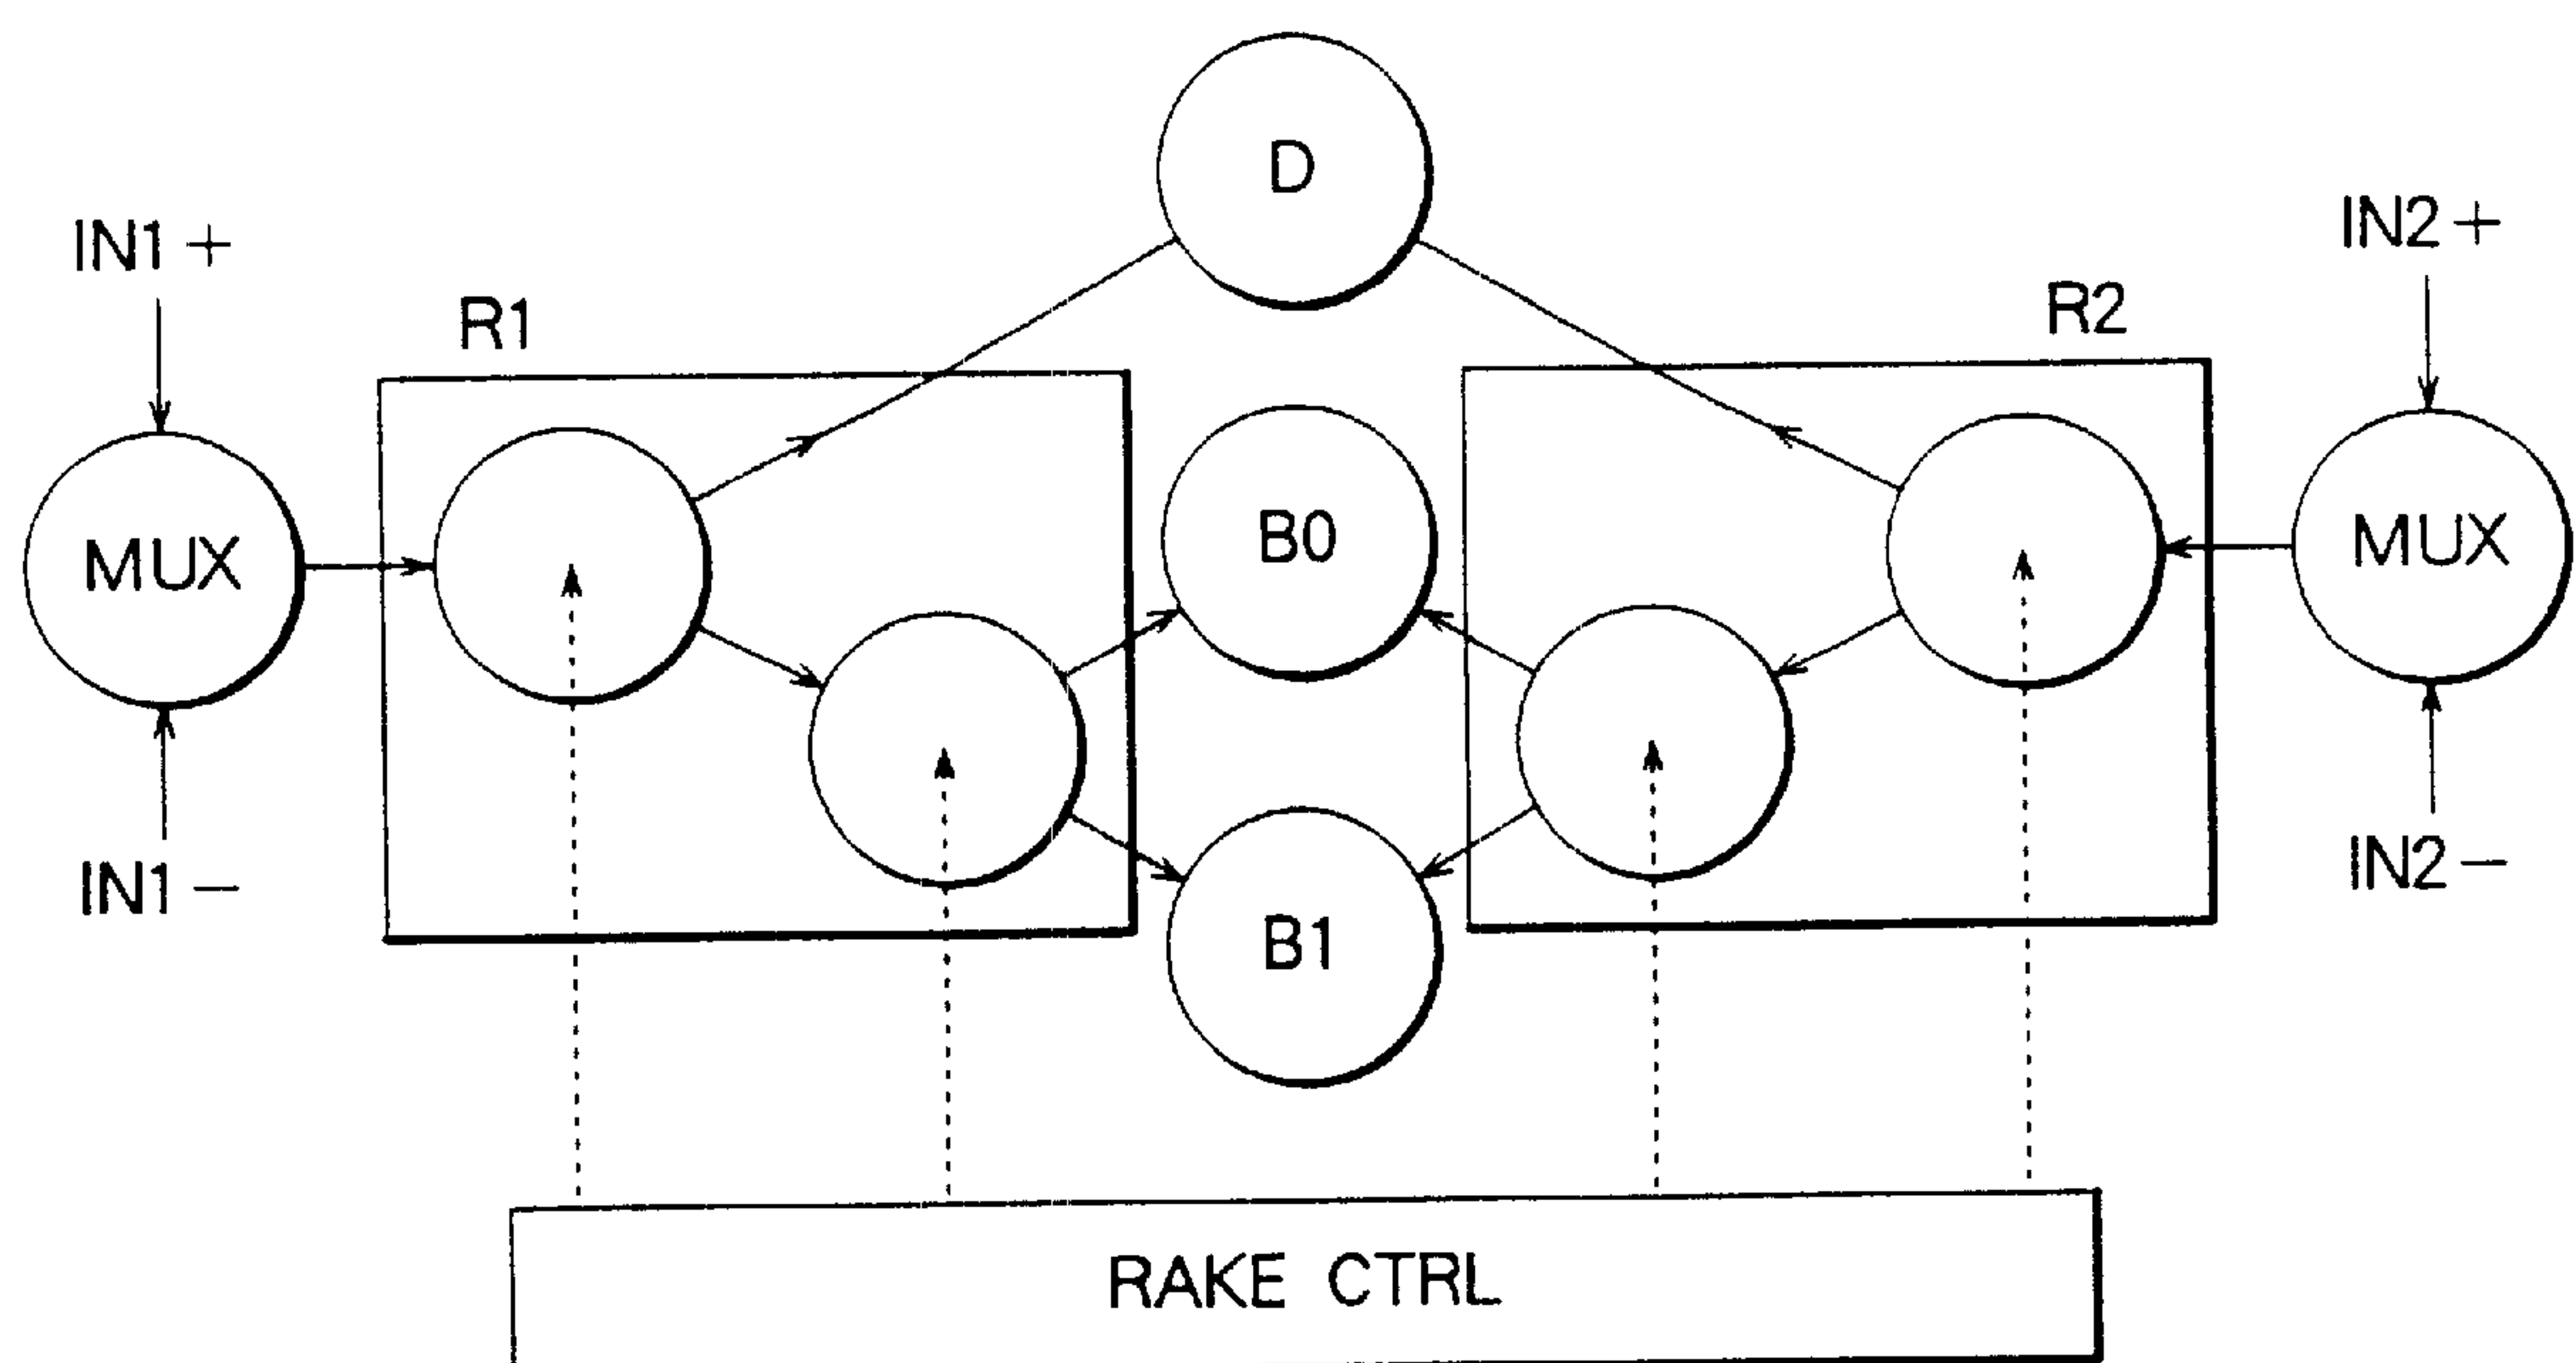 D
IN1+
IN2+
R1
R2
MUX
B0
MUX
IN1−
IN2−
B1
RAKE CTRL